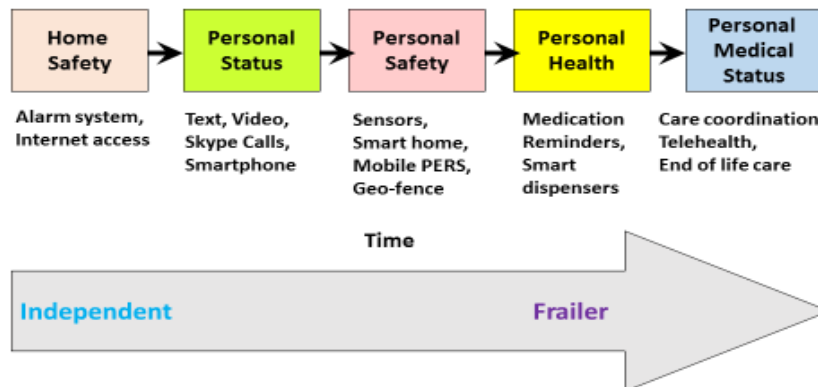 Home
Safety
Personal
Status
Personal
Safety
Personal
Health
Personal
Medical
Status
Alarm system,
Internet access
Text, Video,
Skype Calls,
Smartphone
Sensors,
Smart home,
Mobile PERS,
Geo-fence
Medication
Reminders,
Smart
dispensers
Care coordination
Telehealth,
End of life care
Time
Independent
Frailer